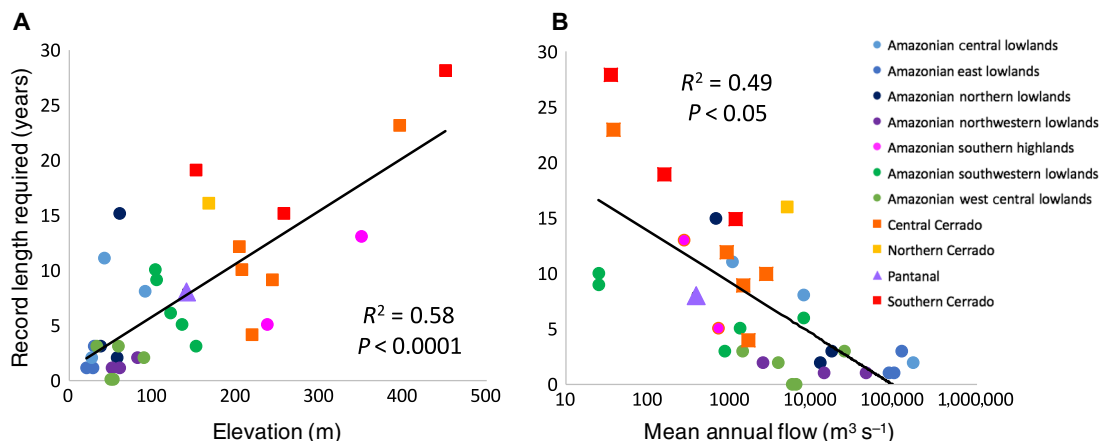 A
Record length required (years)
30
25
20
15
10
5
0
0 100 200 300 400 500
Elevation (m)
R² = 0.58
P < 0.0001
B
30
25
20
15
10
5
0
10 100 1000 10,000 100,000 1,000,000
Mean annual flow (m³ s⁻¹)
R² = 0.49
P < 0.05
Amazonian central lowlands
Amazonian east lowlands
Amazonian northern lowlands
Amazonian northwestern lowlands
Amazonian southern highlands
Amazonian southwestern lowlands
Amazonian west central lowlands
Central Cerrado
Northern Cerrado
Pantanal
Southern Cerrado